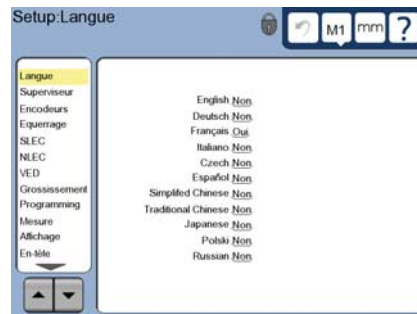 Setup:Langue
M1 mm ?
Langue
Superviseur
Encodeurs
Equerrage
SLEC
NLEC
VED
Grossissement
Programming
Mesure
Affichage
En-tête
English Non
Deutsch Non
Français Oui
Italiano Non
Czech Non
Español Non
Simplifed Chinese Non
Traditional Chinese Non
Japanese Non
Polski Non
Russian Non